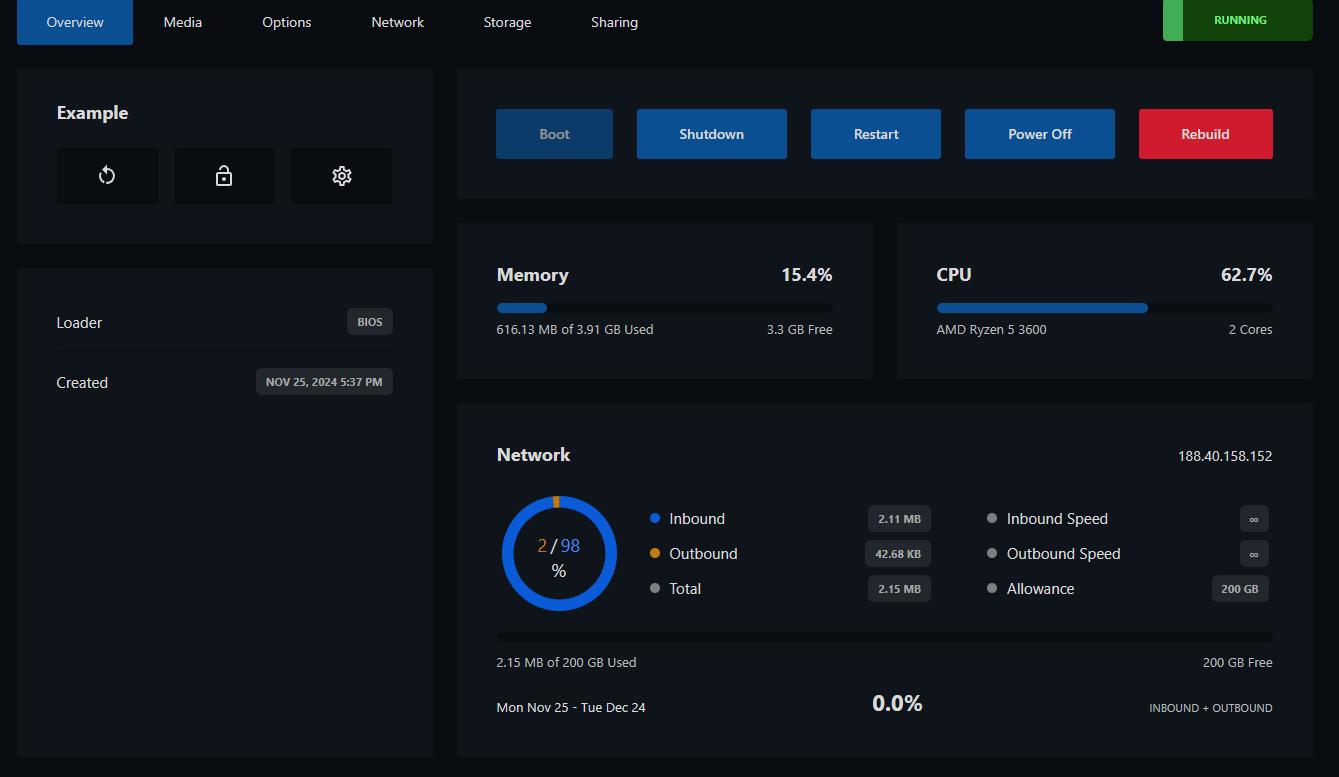 Overview Media Options Network Storage Sharing RUNNING
Example
Boot Shutdown Restart Power Off Rebuild
Memory 15.4%
616.13 MB of 3.91 GB Used 3.3 GB Free
CPU 62.7%
AMD Ryzen 5 3600 2 Cores
Loader BIOS
Created NOV 25, 2024 5:37 PM
Network 188.40.158.152
2 / 98
%
Inbound 2.11 MB Inbound Speed ∞
Outbound 42.68 KB Outbound Speed ∞
Total 2.15 MB Allowance 200 GB
2.15 MB of 200 GB Used 200 GB Free
Mon Nov 25 - Tue Dec 24 0.0% INBOUND + OUTBOUND